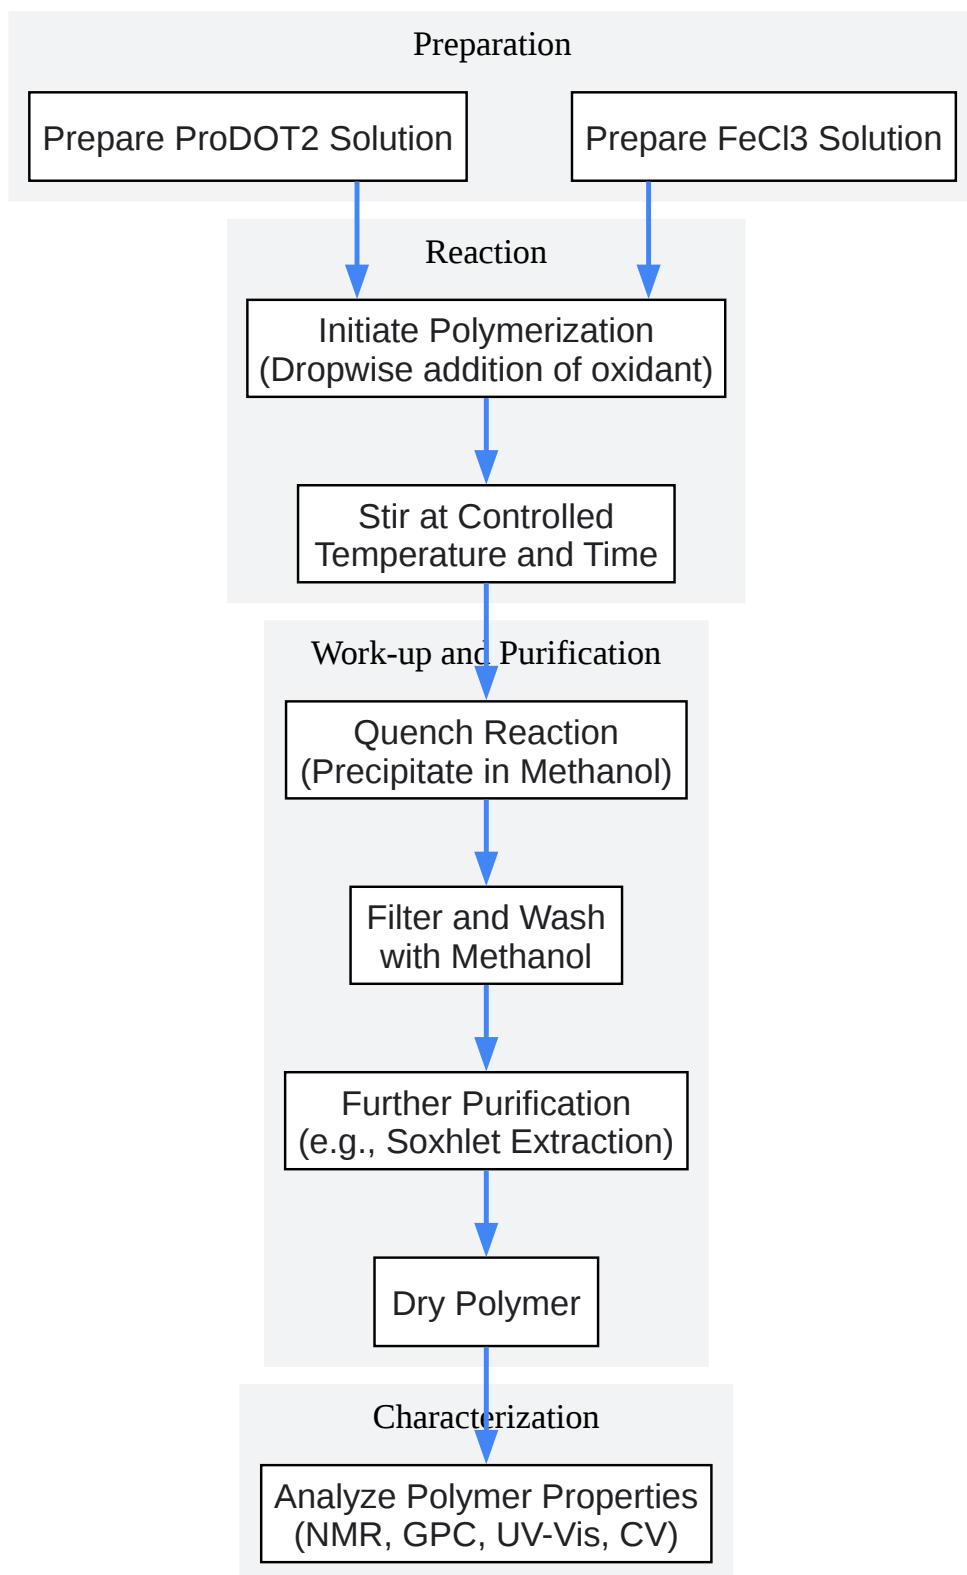 Preparation
Prepare ProDOT2 Solution
Prepare FeCl3 Solution
Reaction
Initiate Polymerization
(Dropwise addition of oxidant)
Stir at Controlled
Temperature and Time
Work-up and Purification
Quench Reaction
(Precipitate in Methanol)
Filter and Wash
with Methanol
Further Purification
(e.g., Soxhlet Extraction)
Dry Polymer
Characterization
Analyze Polymer Properties
(NMR, GPC, UV-Vis, CV)